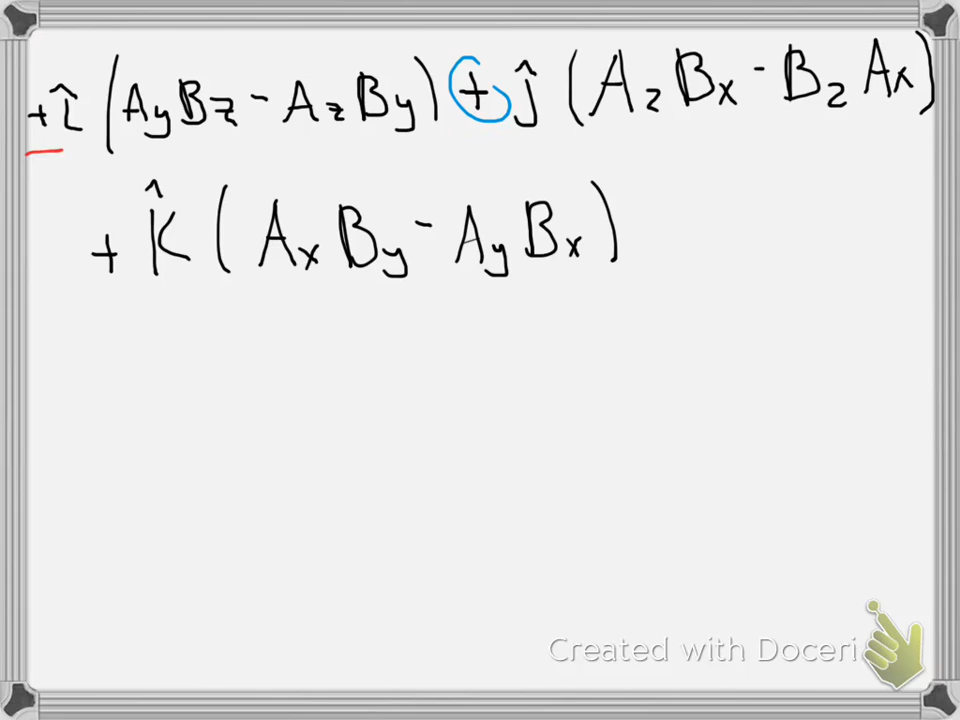 +î (AyBz - AzBy) + ĵ (AzBx - BzAx)
+ k̂ (AxBy - AyBx)
Created with Doceri